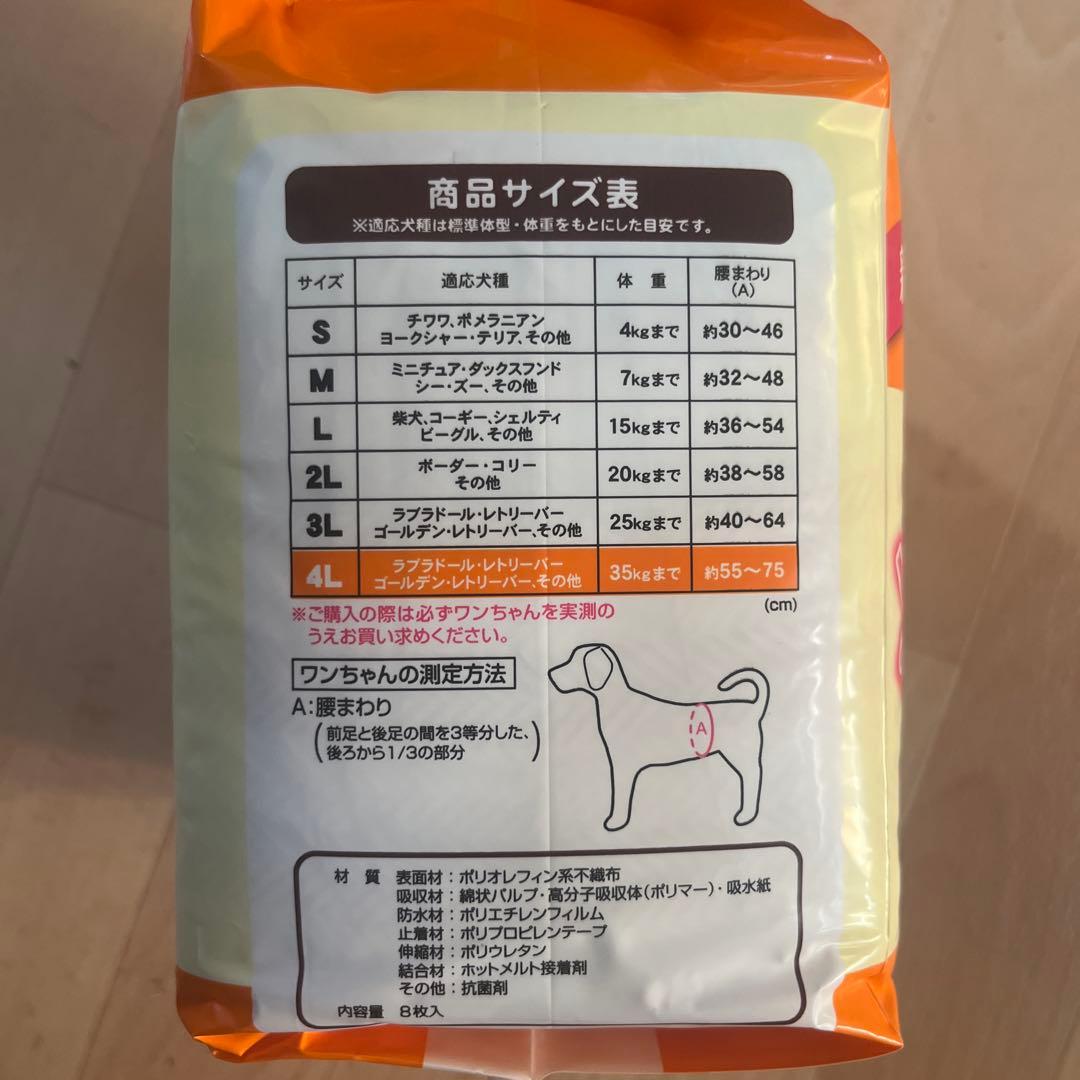 商品サイズ表
※適応犬種は標準体型・体重をもとにした目安です。
サイズ 適応犬種 体 重 腰まわり
(A)
S チワワ、ポメラニアン 4kgまで 約30〜46
ヨークシャー・テリア、その他
M ミニチュア・ダックスフンド 7kgまで 約32〜48
シー・ズー、その他
L 柴犬、コーギー、シェルティ 15kgまで 約36〜54
ビーグル、その他
2L ボーダー・コリー 20kgまで 約38〜58
その他
3L ラブラドール・レトリーバー 25kgまで 約40〜64
ゴールデン・レトリーバー、その他
4L ラブラドール・レトリーバー 35kgまで 約55〜75
ゴールデン・レトリーバー、その他
(cm)
※ご購入の際は必ずワンちゃんを実測の
うえお買い求めください。
ワンちゃんの測定方法
A:腰まわり
(前足と後足の間を3等分した、
後ろから1/3の部分)
A
材 質 表面材:ポリオレフィン系不織布
吸収材:綿状パルプ・高分子吸収体(ポリマー)・吸水紙
防水材:ポリエチレンフィルム
止着材:ポリプロピレンテープ
伸縮材:ポリウレタン
結合材:ホットメルト接着剤
その他:抗菌剤
内容量 8枚入